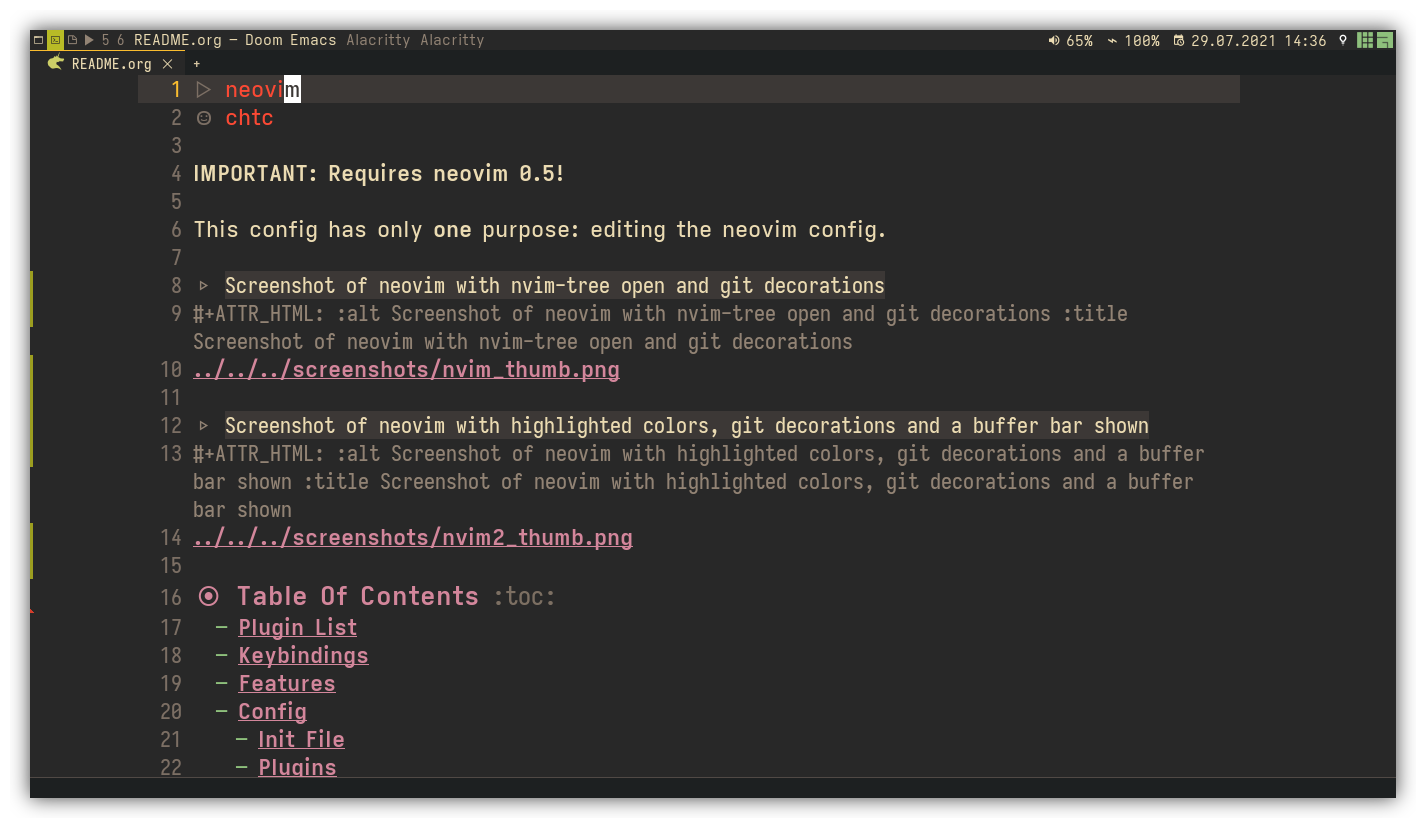 5 6 README.org — Doom Emacs Alacritty Alacritty 65% 100% 29.07.2021 14:36
README.org × +
1 neovim
2 chtc
3
4 IMPORTANT: Requires neovim 0.5!
5
6 This config has only one purpose: editing the neovim config.
7
8 Screenshot of neovim with nvim-tree open and git decorations
9 #+ATTR_HTML: :alt Screenshot of neovim with nvim-tree open and git decorations :title
Screenshot of neovim with nvim-tree open and git decorations
10 ../../../screenshots/nvim_thumb.png
11
12 Screenshot of neovim with highlighted colors, git decorations and a buffer bar shown
13 #+ATTR_HTML: :alt Screenshot of neovim with highlighted colors, git decorations and a buffer
bar shown :title Screenshot of neovim with highlighted colors, git decorations and a buffer
bar shown
14 ../../../screenshots/nvim2_thumb.png
15
16 Table Of Contents :toc:
17 - Plugin List
18 - Keybindings
19 - Features
20 - Config
21 - Init File
22 - Plugins